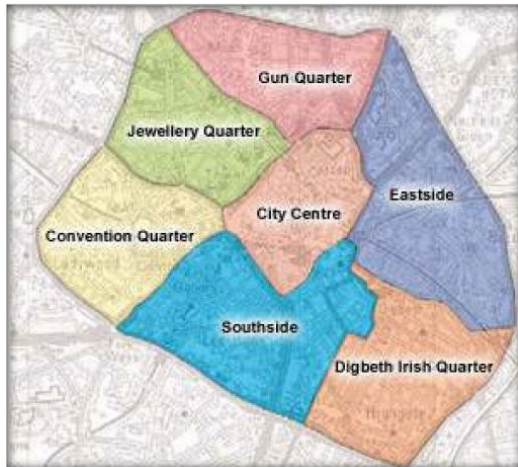 Gun Quarter
Jewellery Quarter
Eastside
City Centre
Convention Quarter
Southside
Digbeth Irish Quarter